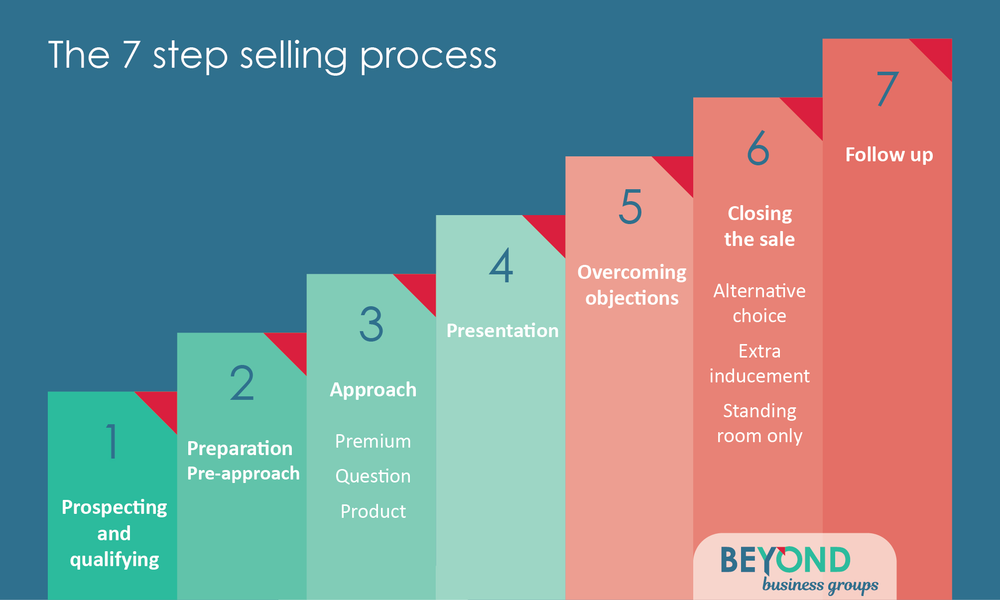 The 7 step selling process
1
Prospecting
and
qualifying
2
Preparation
Pre-approach
3
Approach
Premium
Question
Product
4
Presentation
5
Overcoming
objections
6
Closing
the sale
Alternative
choice
Extra
inducement
Standing
room only
7
Follow up
BEYOND
business groups